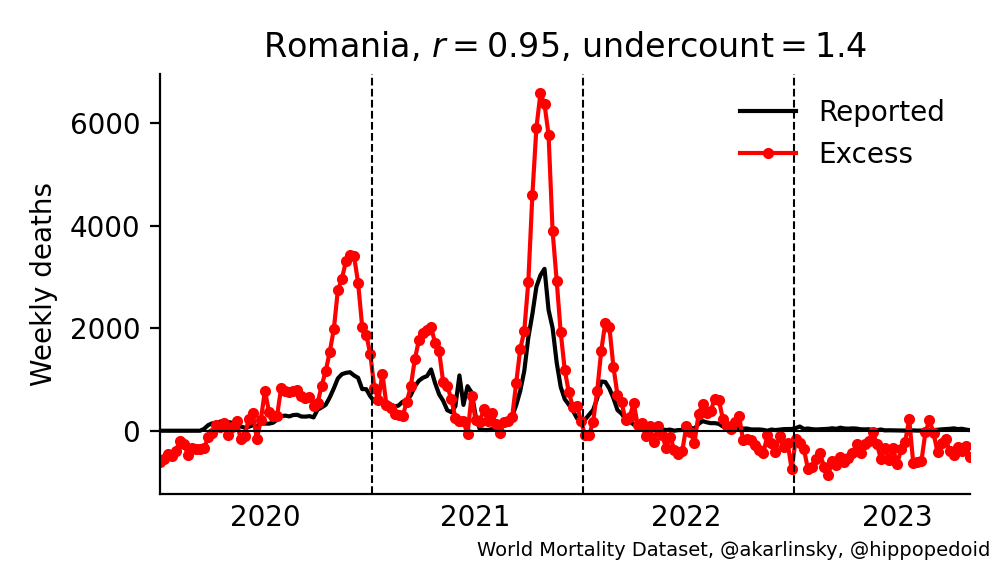 Romania, r = 0.95, undercount = 1.4
Weekly deaths
6000
4000
2000
0
Reported
Excess
2020
2021
2022
2023
World Mortality Dataset, @akarlinsky, @hippopedoid